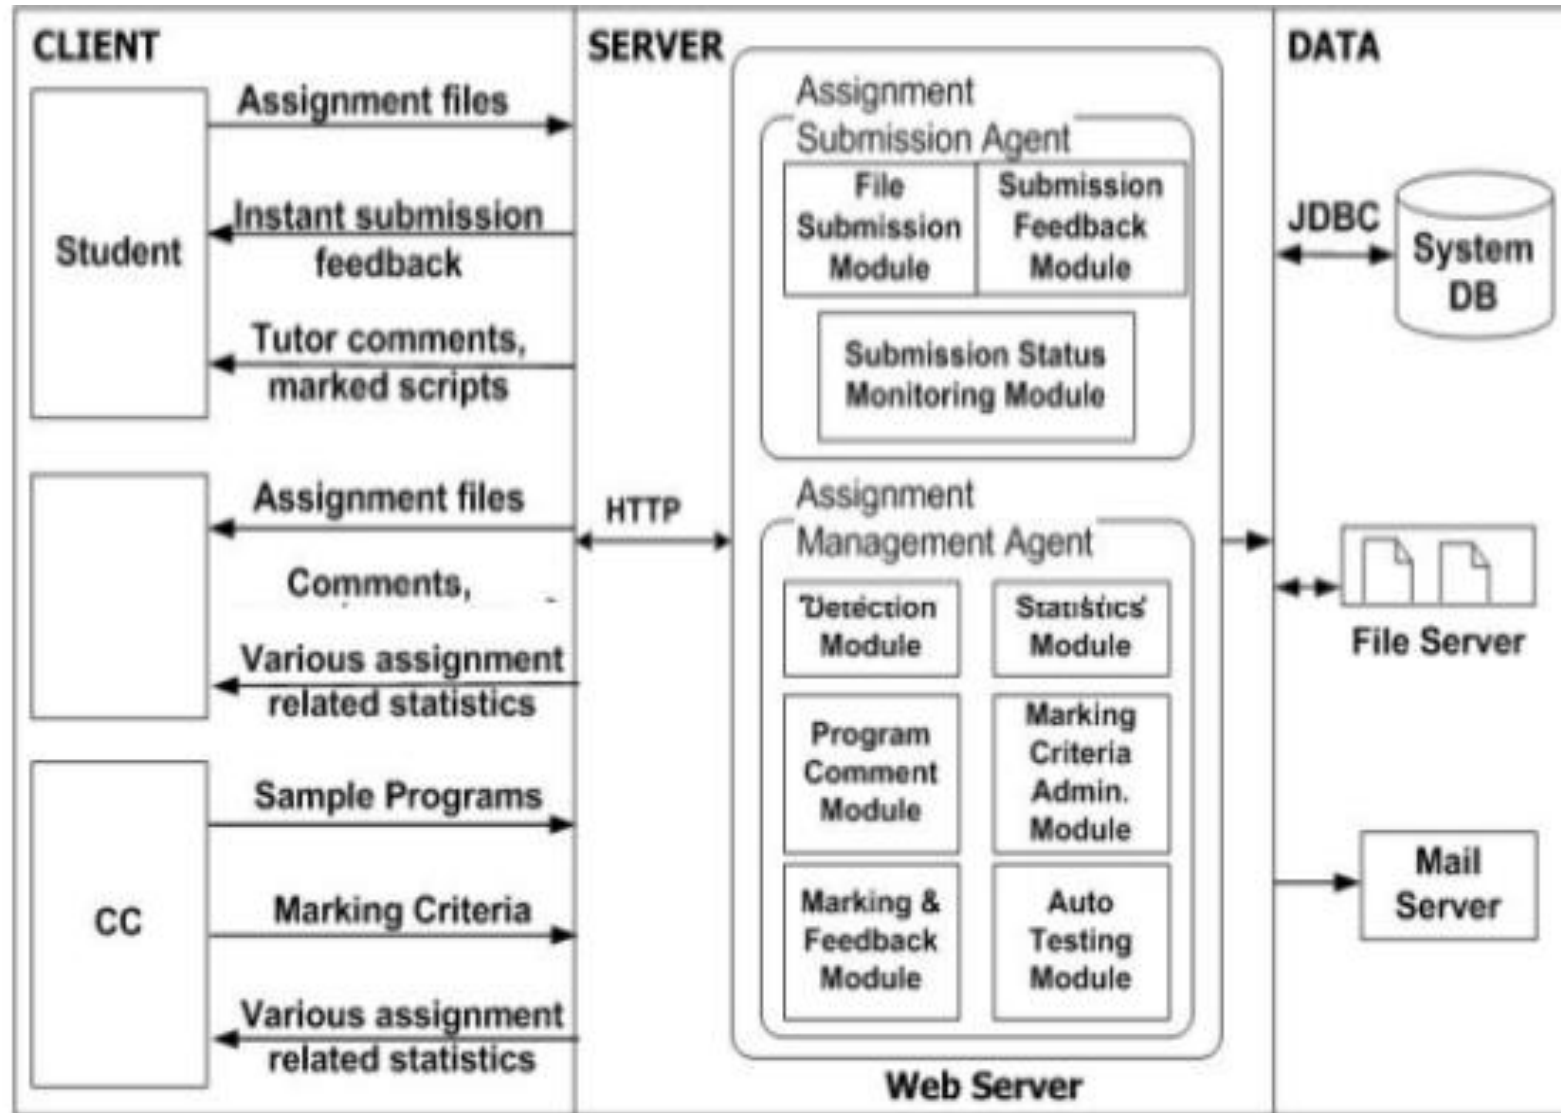 CLIENT
Assignment files
Instant submission
feedback
Student
Tutor comments,
marked scripts
Assignment files
Comments,
Various assignment
related statistics
Sample Programs
CC
Marking Criteria
Various assignment
related statistics
SERVER
HTTP
Assignment
Submission Agent
File
Submission
Module
Submission
Feedback
Module
Submission Status
Monitoring Module
Assignment
Management Agent
Detection
Module
Statistics
Module
Program
Comment
Module
Marking
Criteria
Admin.
Module
Marking &
Feedback
Module
Auto
Testing
Module
Web Server
DATA
JDBC
System
DB
File Server
Mail
Server